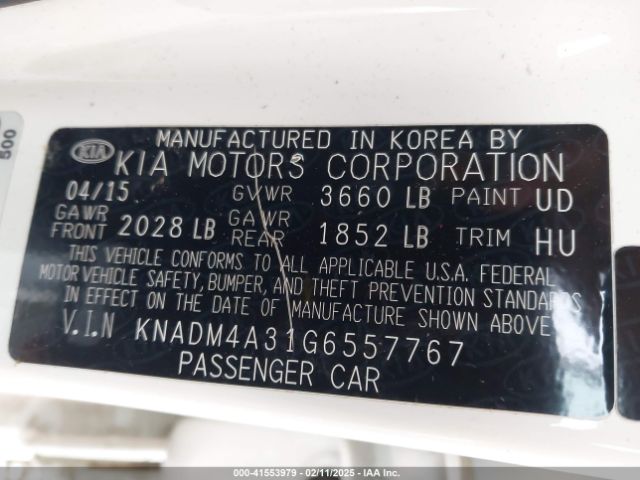 500
MANUFACTURED IN KOREA BY
KIA KIA MOTORS CORPORATION
04/15 GVWR 3660 LB PAINT UD
GAWR FRONT 2028 LB GAWR REAR 1852 LB TRIM HU
THIS VEHICLE CONFORMS TO ALL APPLICABLE U.S.A. FEDERAL
MOTOR VEHICLE SAFETY, BUMPER, AND THEFT PREVENTION STANDARDS
IN EFFECT ON THE DATE OF MANUFACTURE SHOWN ABOVE.
V.I.N KNADM4A31G6557767
PASSENGER CAR
000-41553979 - 02/11/2025 - IAA Inc.